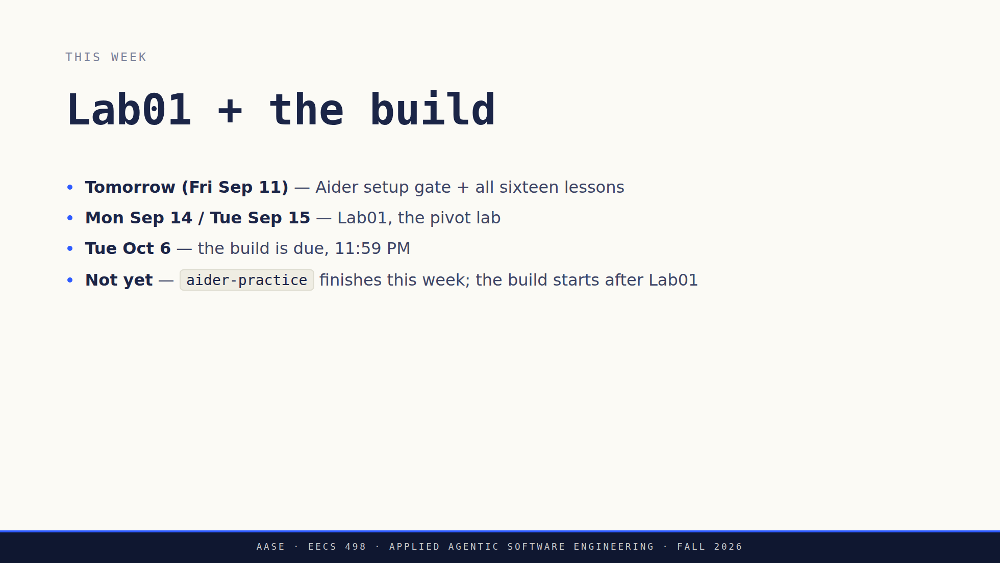 THIS WEEK
Lab01 + the build
• Tomorrow (Fri Sep 11) — Aider setup gate + all sixteen lessons
• Mon Sep 14 / Tue Sep 15 — Lab01, the pivot lab
• Tue Oct 6 — the build is due, 11:59 PM
• Not yet — aider-practice finishes this week; the build starts after Lab01
AASE · EECS 498 · APPLIED AGENTIC SOFTWARE ENGINEERING · FALL 2026